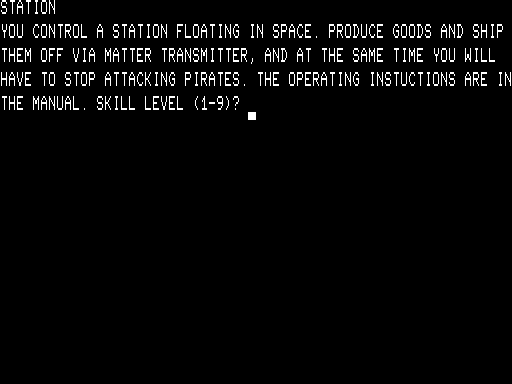 STATION
YOU CONTROL A STATION FLOATING IN SPACE. PRODUCE GOODS AND SHIP
THEM OFF VIA MATTER TRANSMITTER, AND AT THE SAME TIME YOU WILL
HAVE TO STOP ATTACKING PIRATES. THE OPERATING INSTUCTIONS ARE IN
THE MANUAL. SKILL LEVEL (1-9)?